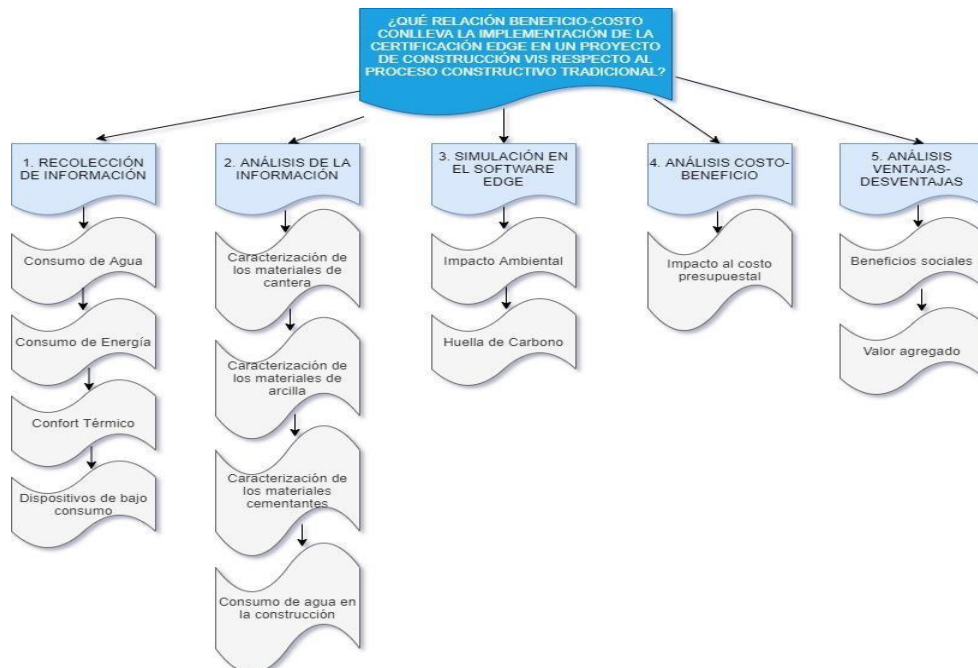 ¿QUÉ RELACIÓN BENEFICIO-COSTO
CONLLEVA LA IMPLEMENTACIÓN DE LA
CERTIFICACIÓN EDGE EN UN PROYECTO
DE CONSTRUCCIÓN VIS RESPECTO AL
PROCESO CONSTRUCTIVO TRADICIONAL?
1. RECOLECCIÓN
DE INFORMACIÓN
Consumo de Agua
Consumo de Energía
Confort Térmico
Dispositivos de bajo
consumo
2. ANÁLISIS DE LA
INFORMACIÓN
Caracterización de
los materiales de
cantera
Caracterización de
los materiales de
arcilla
Caracterización de
los materiales
cementantes
Consumo de agua en
la construcción
3. SIMULACIÓN EN
EL SOFTWARE
EDGE
Impacto Ambiental
Huella de Carbono
4. ANÁLISIS COSTO-
BENEFICIO
Impacto al costo
presupuestal
5. ANÁLISIS
VENTAJAS-
DESVENTAJAS
Beneficios sociales
Valor agregado